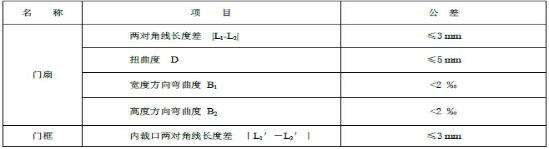 名 称 项 目 公 差
门扇 两对角线长度差 |L₁-L₂| ≤3 mm
扭曲度 D ≤5 mm
宽度方向弯曲度 B₁ <2 ‰
高度方向弯曲度 B₂ <2 ‰
门框 内裁口两对角线长度差 ｜L₁′－L₂′｜ ≤3 mm